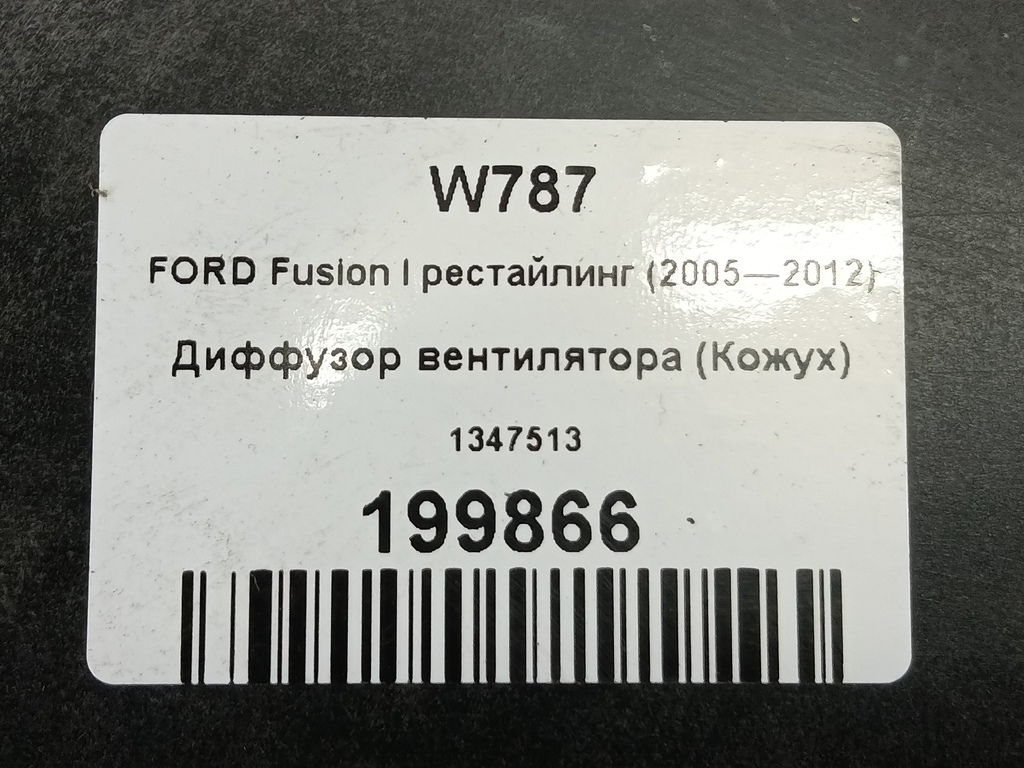 W787
FORD Fusion I рестайлинг (2005—2012)
Диффузор вентилятора (Кожух)
1347513
199866